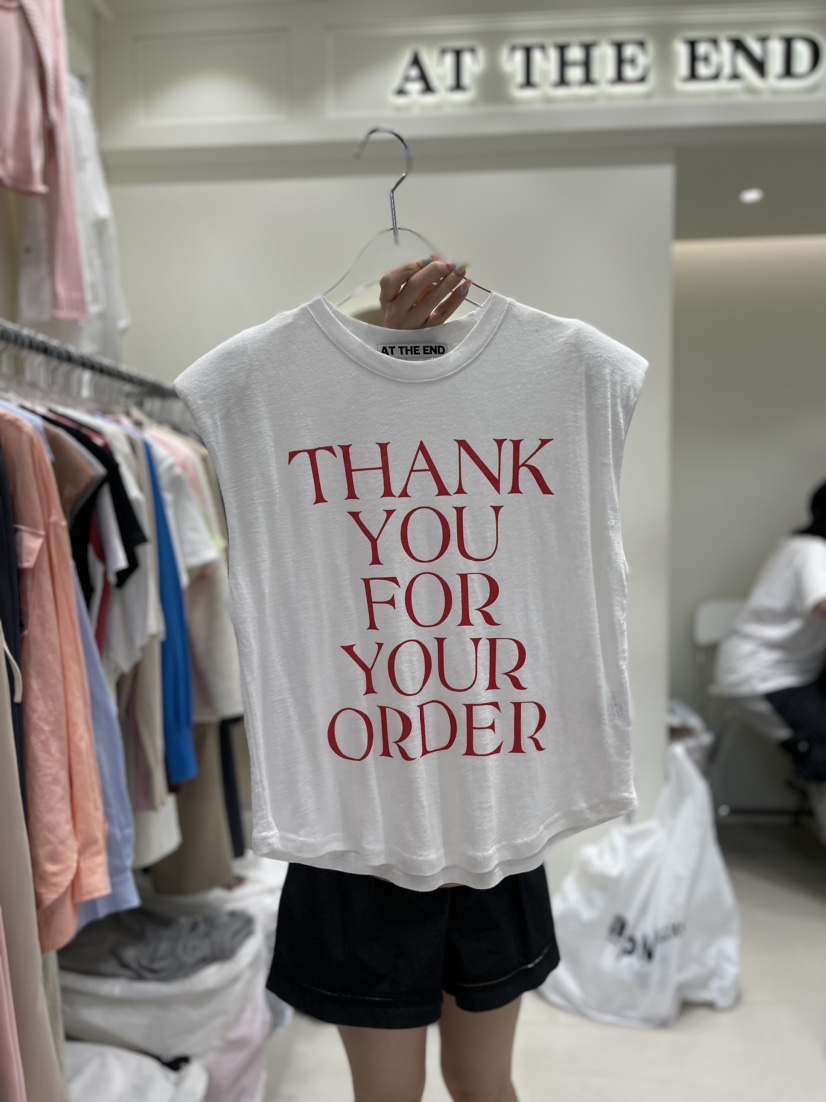 AT THE END
AT THE END
THANK
YOU
FOR
YOUR
ORDER